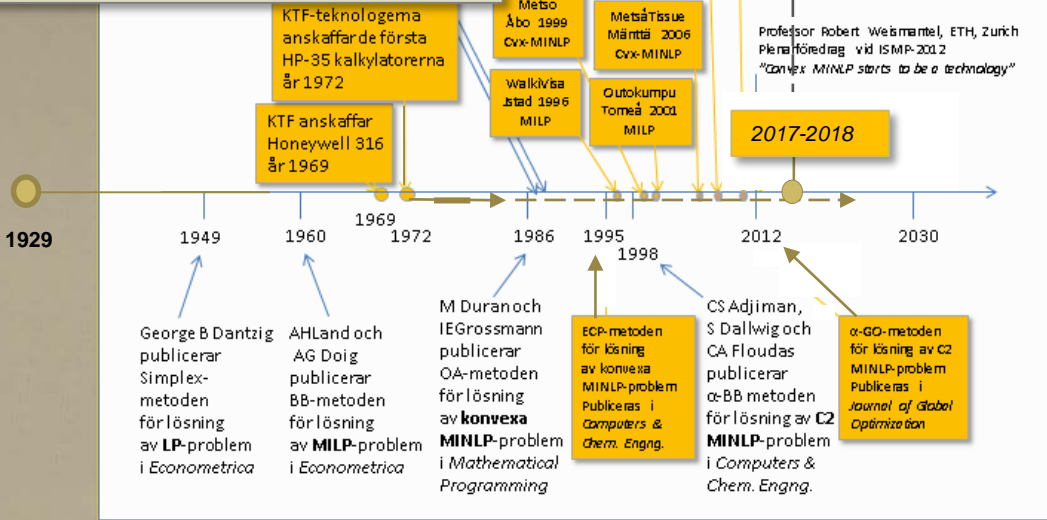 KTF-teknologerna
anskaffar de första
HP-35 kalkylatorerna
år 1972
KTF anskaffar
Honeywell 316
år 1969
Metso
Åbo 1999
Cvx-MINLP
WalkiVisa
Jstad 1996
MILP
MetsäTissue
Mänttä 2006
Cvx-MINLP
Outokumpu
Torneå 2001
MILP
Professor Robert Weismantel, ETH, Zurich
Plenarföredrag vid ISMP-2012
"Convex MINLP starts to be a technology"
2017-2018
1929
1949
1960
1969
1972
1986
1995
1998
2012
2030
George B Dantzig
publicerar
Simplex-
metoden
för lösning
av LP-problem
i Econometrica
AH Land och
AG Doig
publicerar
BB-metoden
för lösning
av MILP-problem
i Econometrica
M Duran och
IE Grossmann
publicerar
OA-metoden
för lösning
av konvexa
MINLP-problem
i Mathematical
Programming
ECP-metoden
för lösning
av konvexa
MINLP-problem
Publiceras i
Computers &
Chem. Engng.
CS Adjiman,
S Dallwig och
CA Floudas
publicerar
α-BB metoden
för lösning av C2
MINLP-problem
i Computers &
Chem. Engng.
α-GO-metoden
för lösning av C2
MINLP-problem
Publiceras i
Journal of Global
Optimization